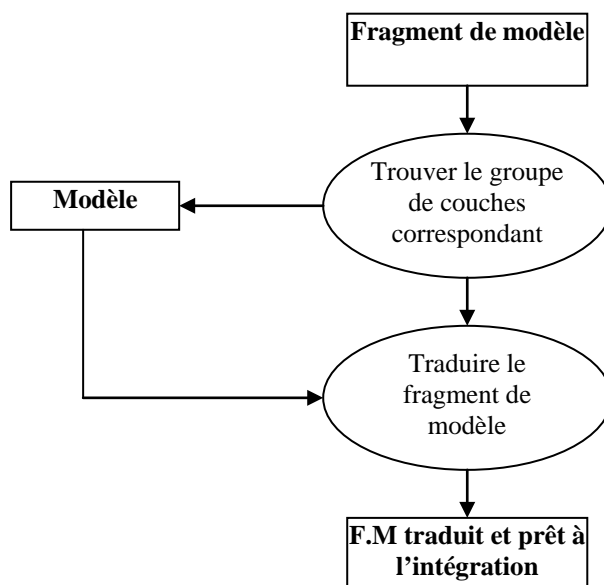 Fragment de modèle
Trouver le groupe
de couches
correspondant
Modèle
Traduire le
fragment de
modèle
F.M traduit et prêt à
l’intégration